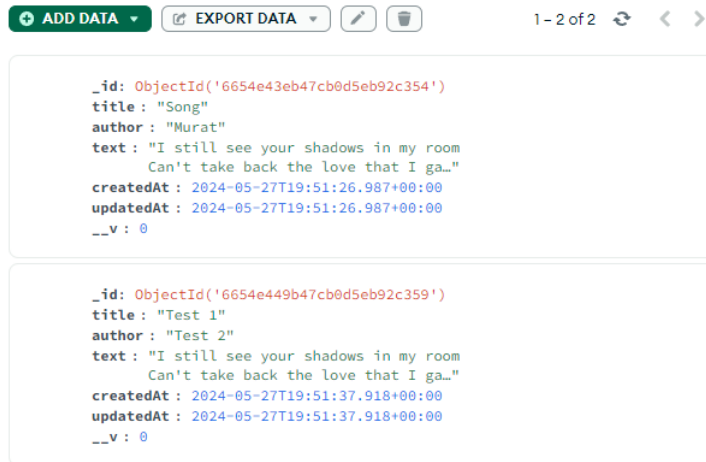 ADD DATA
EXPORT DATA
1 – 2 of 2
_id: ObjectId('6654e43eb47cb0d5eb92c354')
title : "Song"
author : "Murat"
text : "I still see your shadows in my room
Can't take back the love that I ga…"
createdAt : 2024-05-27T19:51:26.987+00:00
updatedAt : 2024-05-27T19:51:26.987+00:00
__v : 0
_id: ObjectId('6654e449b47cb0d5eb92c359')
title : "Test 1"
author : "Test 2"
text : "I still see your shadows in my room
Can't take back the love that I ga…"
createdAt : 2024-05-27T19:51:37.918+00:00
updatedAt : 2024-05-27T19:51:37.918+00:00
__v : 0